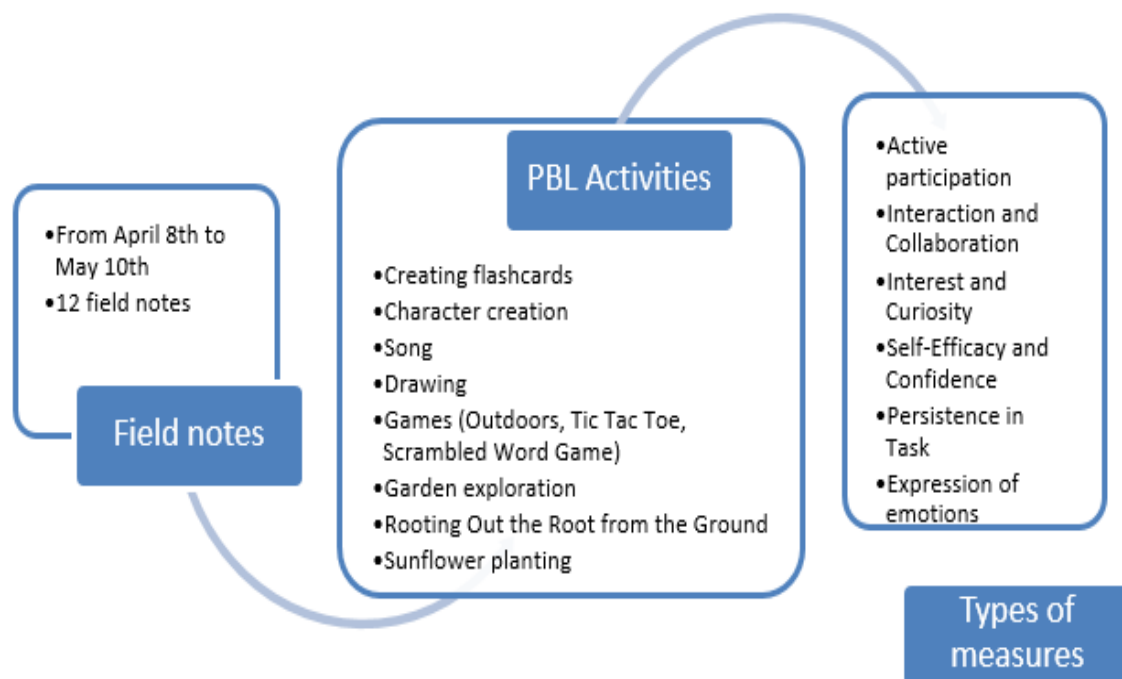 •From April 8th to
May 10th
•12 field notes
Field notes
PBL Activities
•Creating flashcards
•Character creation
•Song
•Drawing
•Games (Outdoors, Tic Tac Toe,
Scrambled Word Game)
•Garden exploration
•Rooting Out the Root from the Ground
•Sunflower planting
•Active
participation
•Interaction and
Collaboration
•Interest and
Curiosity
•Self-Efficacy and
Confidence
•Persistence in
Task
•Expression of
emotions
Types of
measures